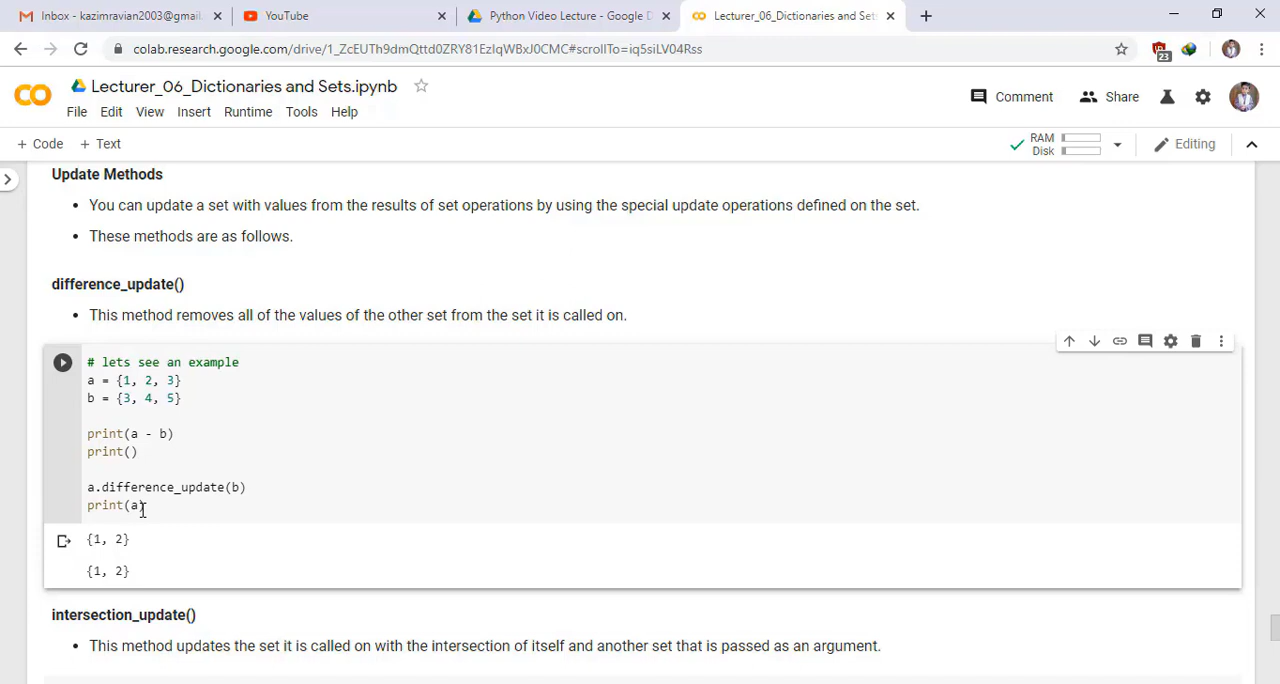 Inbox - kazimravian2003@gmail.
YouTube
Python Video Lecture - Google D
Lecturer_06_Dictionaries and Sets
colab.research.google.com/drive/1_ZcEUTh9dmQttd0ZRY81EzIqWBxJ0CMC#scrollTo=iq5siLV04Rss
23
Lecturer_06_Dictionaries and Sets.ipynb
File Edit View Insert Runtime Tools Help
Comment
Share
+ Code + Text
RAM
Disk
Editing
Update Methods
• You can update a set with values from the results of set operations by using the special update operations defined on the set.
• These methods are as follows.
difference_update()
• This method removes all of the values of the other set from the set it is called on.
# lets see an example
a = {1, 2, 3}
b = {3, 4, 5}
print(a - b)
print()
a.difference_update(b)
print(a)
{1, 2}
{1, 2}
intersection_update()
• This method updates the set it is called on with the intersection of itself and another set that is passed as an argument.